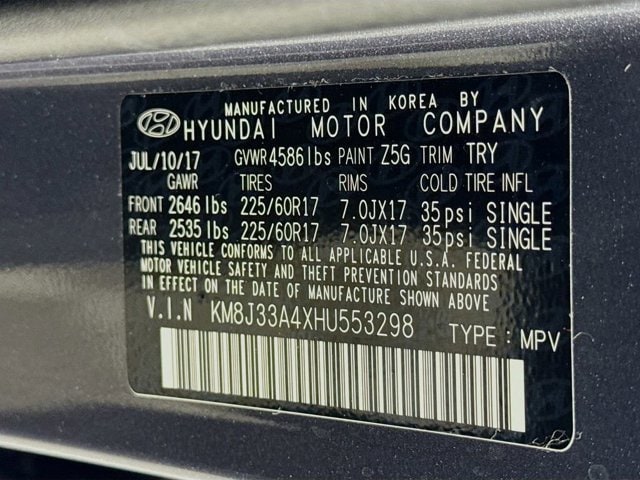 MANUFACTURED IN KOREA BY
HYUNDAI MOTOR COMPANY
JUL/10/17 GVWR4586lbs PAINT Z5G TRIM TRY
GAWR TIRES RIMS COLD TIRE INFL
FRONT 2646 lbs 225/60R17 7.0JX17 35psi SINGLE
REAR 2535 lbs 225/60R17 7.0JX17 35psi SINGLE
THIS VEHICLE CONFORMS TO ALL APPLICABLE U.S.A. FEDERAL
MOTOR VEHICLE SAFETY AND THEFT PREVENTION STANDARDS
IN EFFECT ON THE DATE OF MANUFACTURE SHOWN ABOVE
V.I.N KM8J33A4XHU553298 TYPE : MPV